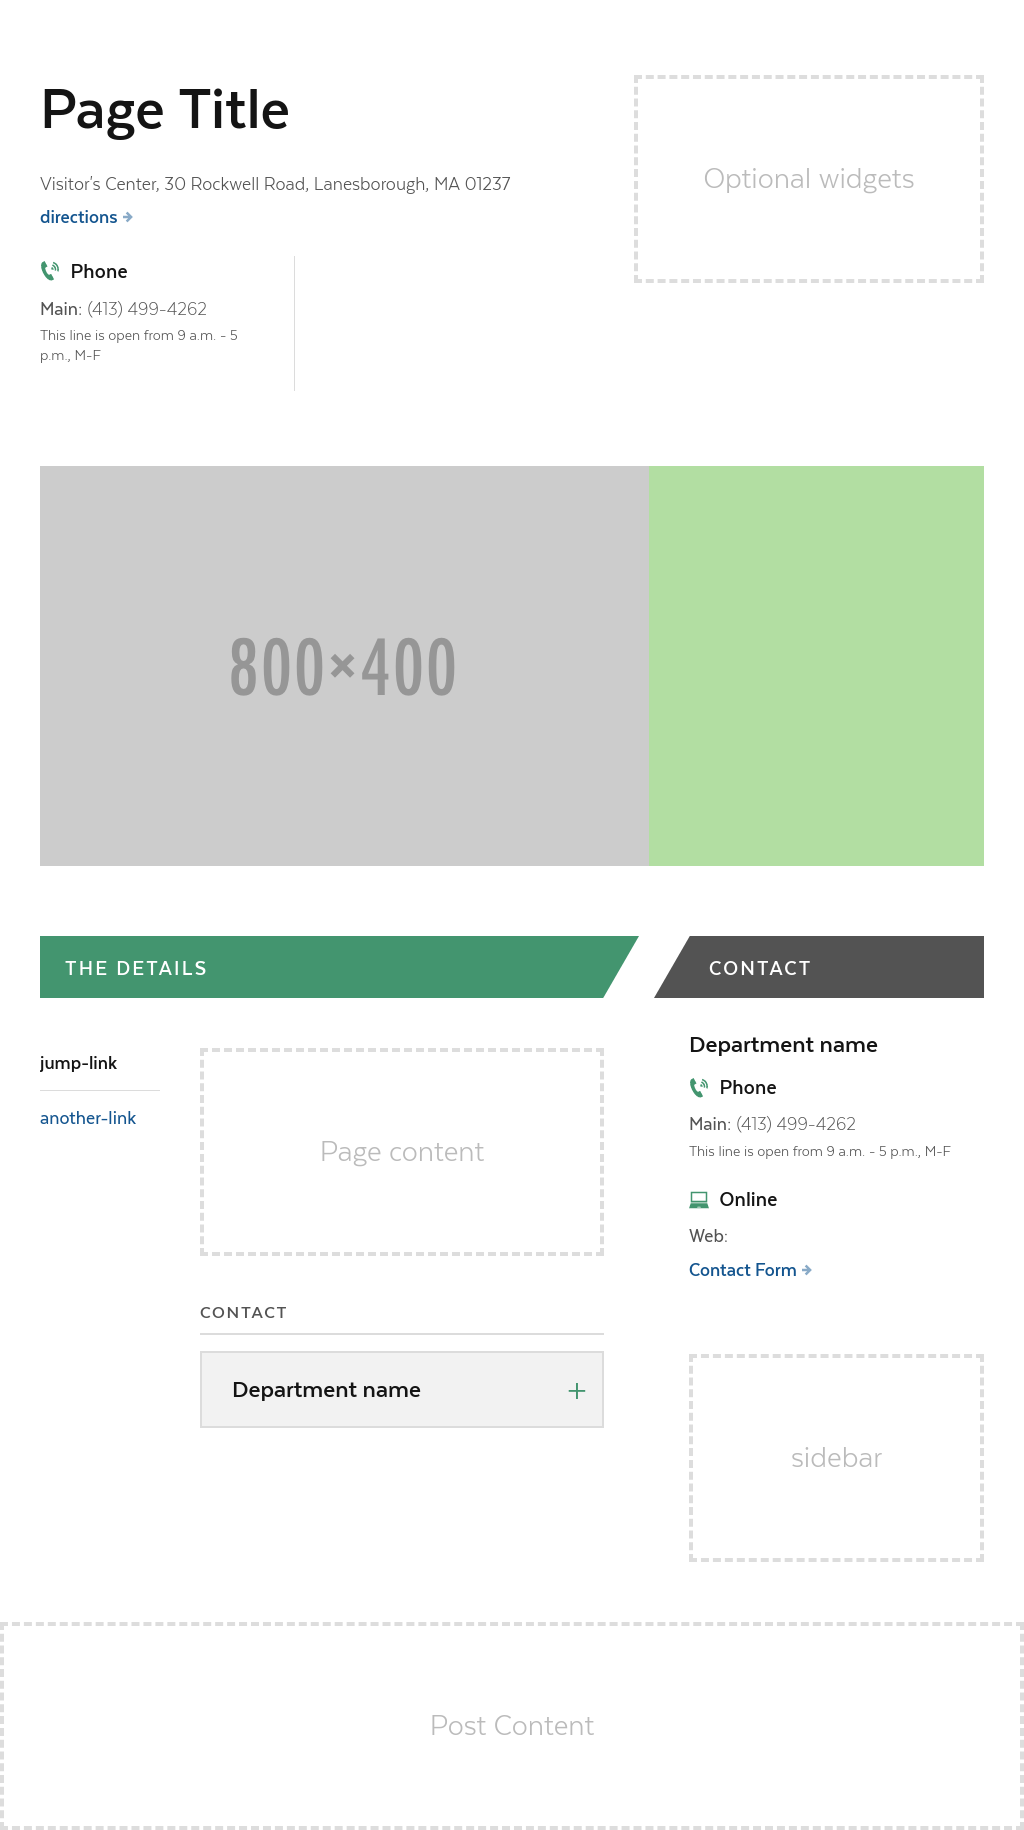 Page Title
Optional widgets
Visitor's Center, 30 Rockwell Road, Lanesborough, MA 01237
directions
Phone
Main: (413) 499-4262
This line is open from 9 a.m. - 5
p.m., M-F
800×400
THE DETAILS
CONTACT
jump-link
another-link
Page content
CONTACT
Department name
Department name
Phone
Main: (413) 499-4262
This line is open from 9 a.m. - 5 p.m., M-F
Online
Web:
Contact Form
sidebar
Post Content